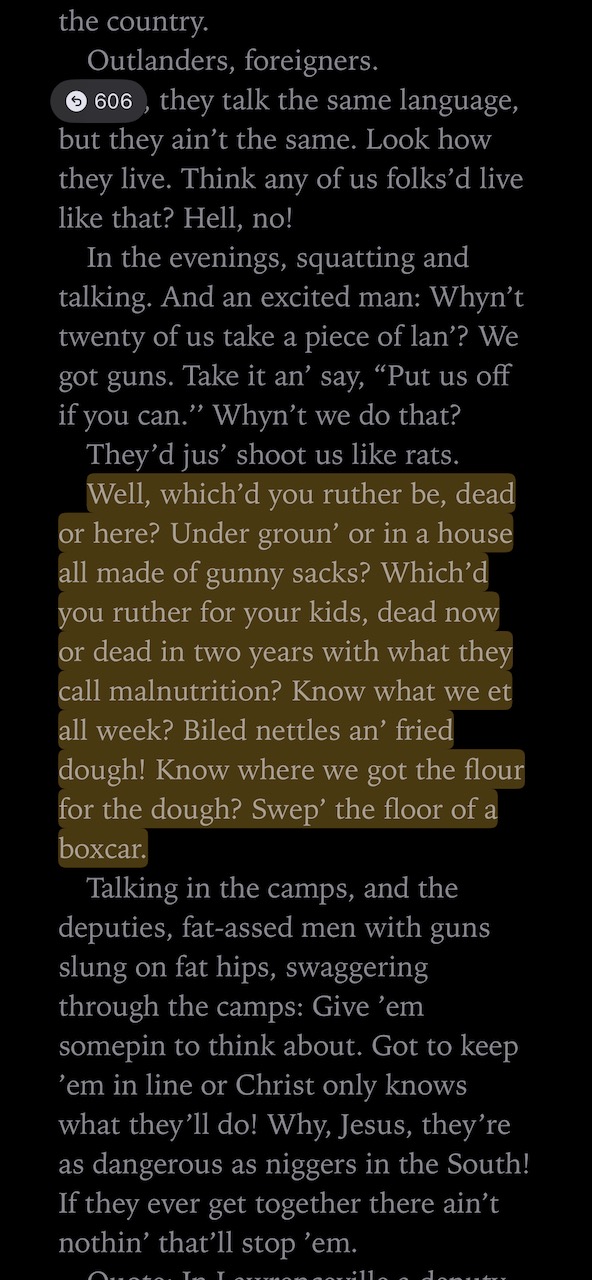 the country.
Outlanders, foreigners.
606 , they talk the same language,
but they ain’t the same. Look how
they live. Think any of us folks’d live
like that? Hell, no!
In the evenings, squatting and
talking. And an excited man: Whyn’t
twenty of us take a piece of lan’? We
got guns. Take it an’ say, “Put us off
if you can.’’ Whyn’t we do that?
They’d jus’ shoot us like rats.
Well, which’d you ruther be, dead
or here? Under groun’ or in a house
all made of gunny sacks? Which’d
you ruther for your kids, dead now
or dead in two years with what they
call malnutrition? Know what we et
all week? Biled nettles an’ fried
dough! Know where we got the flour
for the dough? Swep’ the floor of a
boxcar.
Talking in the camps, and the
deputies, fat-assed men with guns
slung on fat hips, swaggering
through the camps: Give ’em
somepin to think about. Got to keep
’em in line or Christ only knows
what they’ll do! Why, Jesus, they’re
as dangerous as niggers in the South!
If they ever get together there ain’t
nothin’ that’ll stop ’em.
Quote: In Lawrenceville a deputy